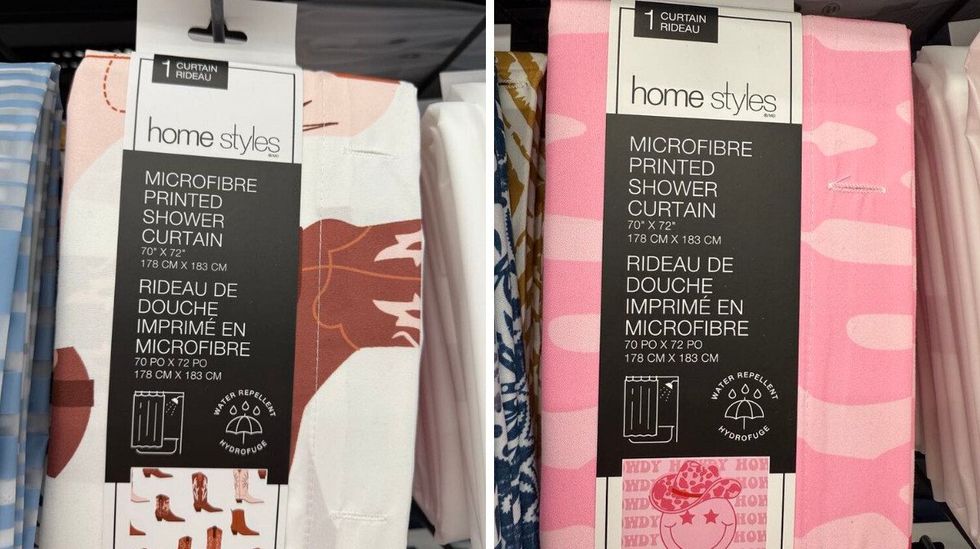 1 CURTAIN
RIDEAU
home styles
MICROFIBRE
PRINTED
SHOWER
CURTAIN
70" X 72"
178 CM X 183 CM
RIDEAU DE
DOUCHE
IMPRIMÉ EN
MICROFIBRE
70 PO X 72 PO
178 CM X 183 CM
WATER REPELLENT
HYDROFUGE
1 CURTAIN
RIDEAU
home styles
MICROFIBRE
PRINTED
SHOWER
CURTAIN
70" X 72"
178 CM X 183 CM
RIDEAU DE
DOUCHE
IMPRIMÉ EN
MICROFIBRE
70 PO X 72 PO
178 CM X 183 CM
WATER REPELLENT
HYDROFUGE
OWDY HOWDY HOW